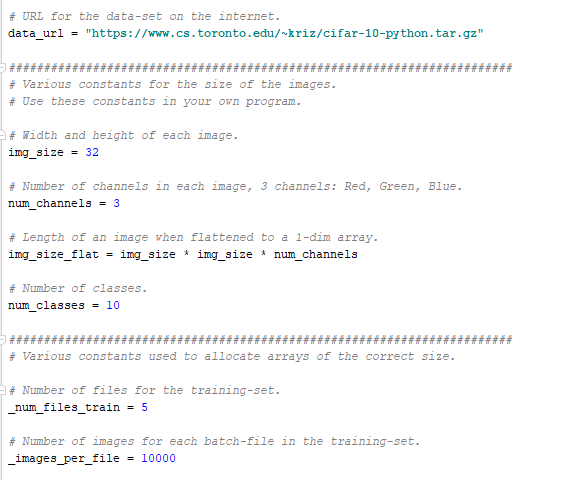 # URL for the data-set on the internet.
data_url = "https://www.cs.toronto.edu/~kriz/cifar-10-python.tar.gz"
########################################################################
# Various constants for the size of the images.
# Use these constants in your own program.
# Width and height of each image.
img_size = 32
# Number of channels in each image, 3 channels: Red, Green, Blue.
num_channels = 3
# Length of an image when flattened to a 1-dim array.
img_size_flat = img_size * img_size * num_channels
# Number of classes.
num_classes = 10
########################################################################
# Various constants used to allocate arrays of the correct size.
# Number of files for the training-set.
_num_files_train = 5
# Number of images for each batch-file in the training-set.
_images_per_file = 10000